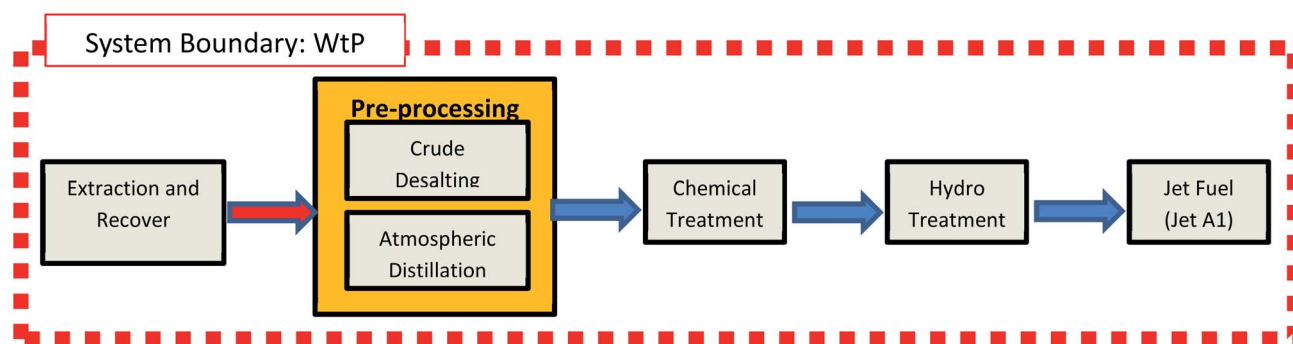 System Boundary: WtP
Pre-processing
Extraction and
Recover
Crude
Desalting
Atmospheric
Distillation
Chemical
Treatment
Hydro
Treatment
Jet Fuel
(Jet A1)